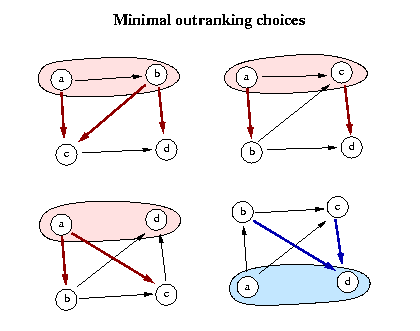 Minimal outranking choices
a b
c d
a c
b d
a d
b c
b c
a d